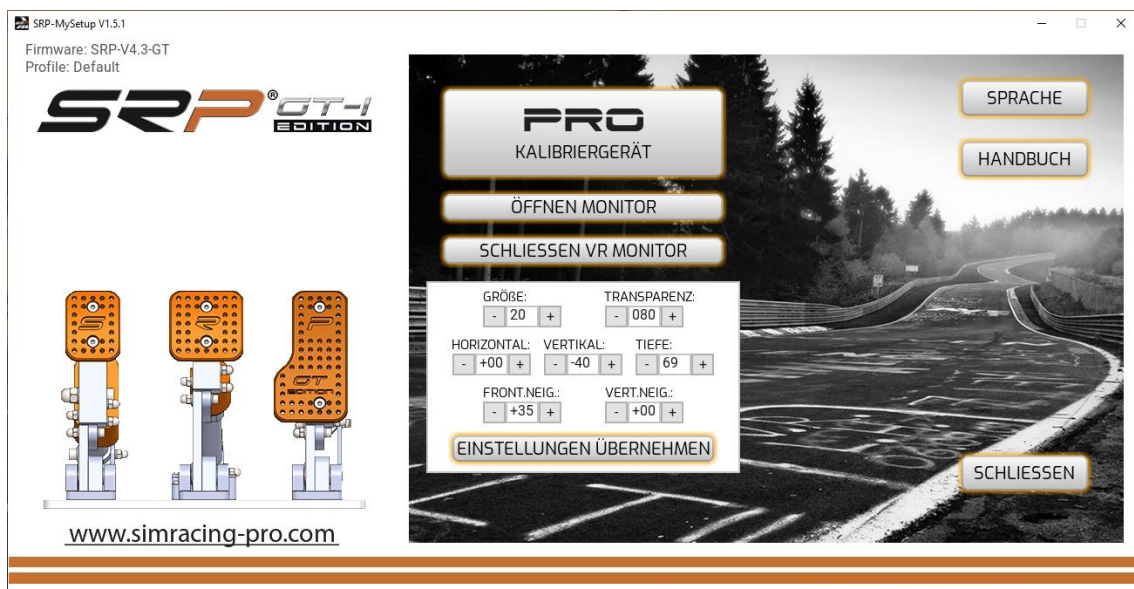 SRP-MySetup V1.5.1
Firmware: SRP-V4.3-GT
Profile: Default
SRP® GT-I
EDITION
PRO
KALIBRIERGERÄT
ÖFFNEN MONITOR
SCHLIESSEN VR MONITOR
GRÖßE: TRANSPARENZ:
- 20 + - 080 +
HORIZONTAL: VERTIKAL: TIEFE:
- +00 + - -40 + - 69 +
FRONT.NEIG.: VERT.NEIG.:
- +35 + - +00 +
EINSTELLUNGEN ÜBERNEHMEN
SPRACHE
HANDBUCH
SCHLIESSEN
S R P
GT
EDITION
www.simracing-pro.com